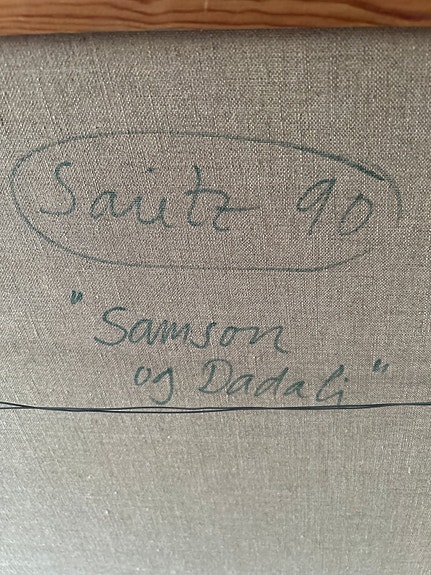 Saietz 90
"Samson
og Dadali"